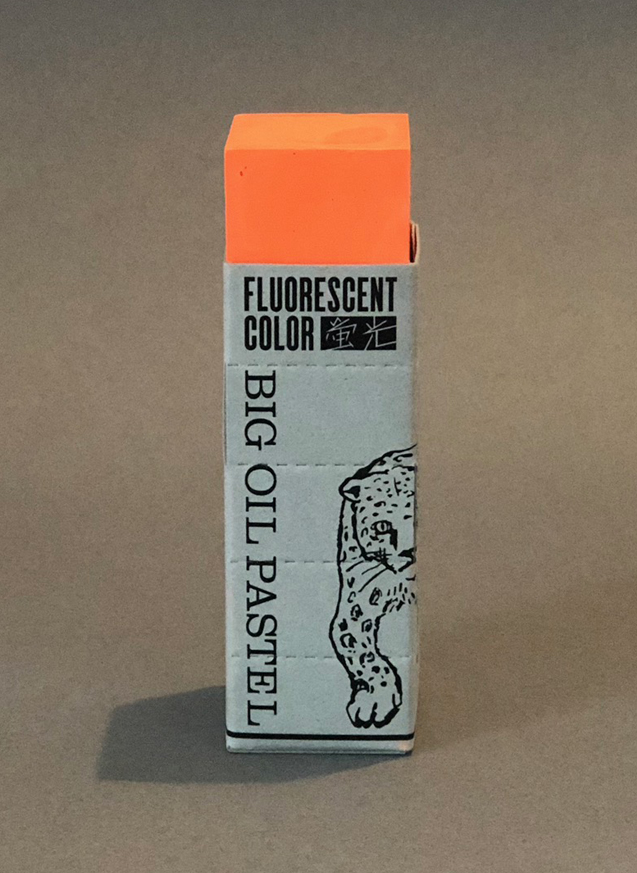 FLUORESCENT
COLOR 蛍光
BIG OIL PASTEL